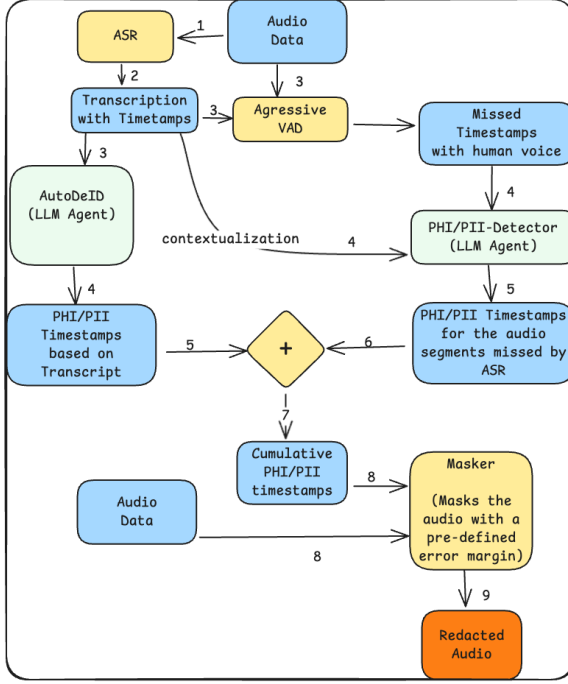 Audio
Data
ASR
1
2
3
Transcription
with Timetamps
3
Agressive
VAD
Missed
Timestamps
with human voice
3
AutoDeID
(LLM Agent)
contextualization
4
4
PHI/PII-Detector
(LLM Agent)
4
5
PHI/PII
Timestamps
based on
Transcript
5
+
6
PHI/PII Timestamps
for the audio
segments missed by
ASR
7
Cumulative
PHI/PII
timestamps
8
Masker
(Masks the
audio with a
pre-defined
error margin)
Audio
Data
8
9
Redacted
Audio